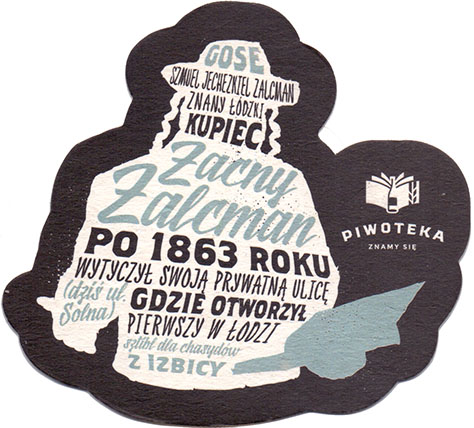 GOSE
SZMUEL JECHEZKIEL ZALCMAN
ZNANY ŁÓDZKI
KUPIEC
Zacny
Zalcman
PO 1863 ROKU
WYTYCZYŁ SWOJĄ PRYWATNĄ ULICĘ
(dziś ul.
Solna)
GDZIE OTWORZYŁ
PIERWSZY W ŁODZI
sztibl dla chasydów
Z IZBICY
PIWOTEKA
ZNAMY SIĘ